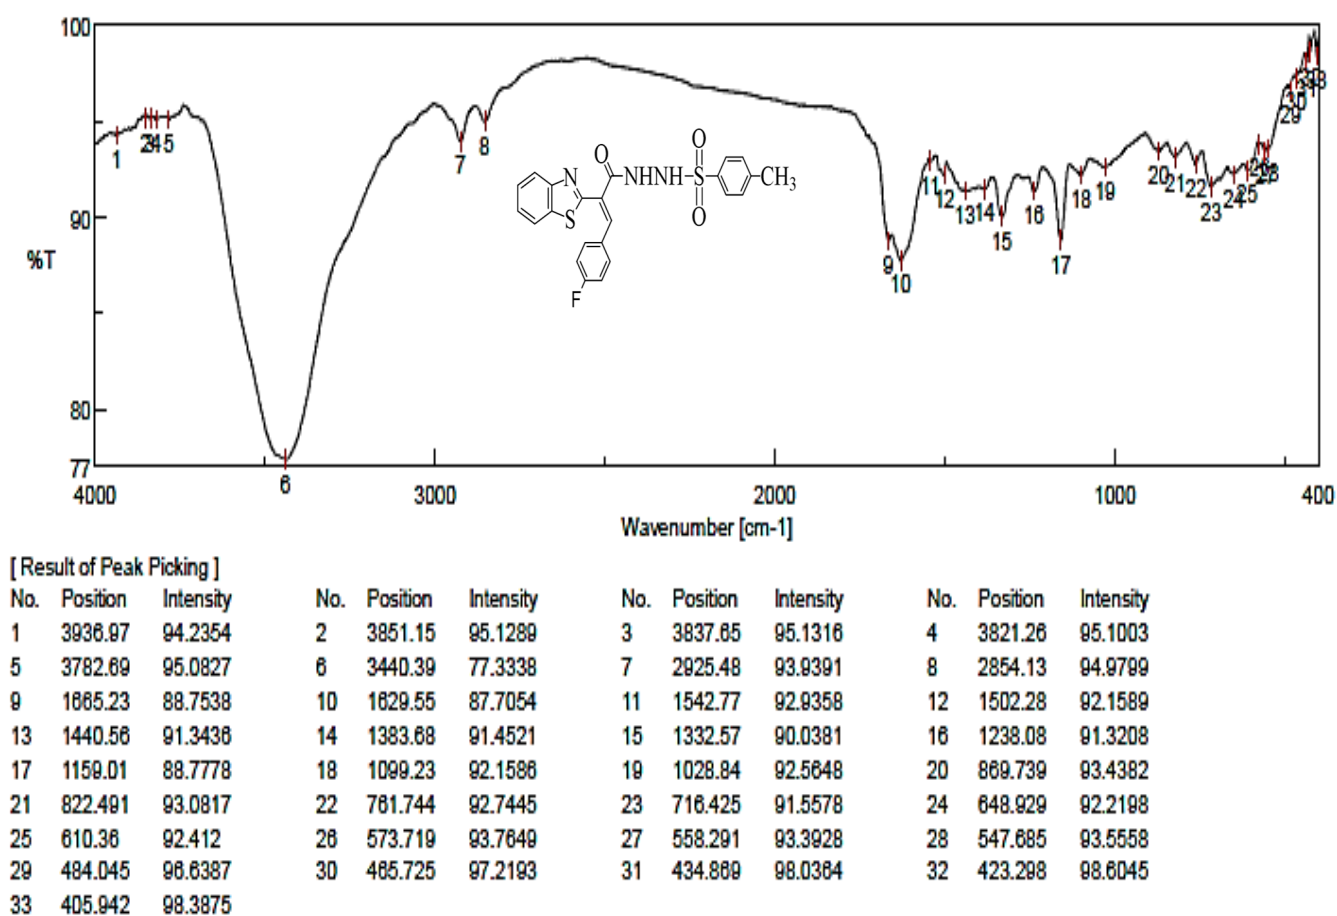 100
90
%T
80
77
4000
3000
2000
1000
400
Wavenumber [cm-1]
1
5
6
7
8
9
10
11
12
13
14
15
16
17
18
19
20
21
22
23
24
25
29
O
N
S
NHNH
S
O
O
CH3
F
[ Result of Peak Picking ]
No. Position Intensity No. Position Intensity No. Position Intensity No. Position Intensity
1 3936.97 94.2354 2 3851.15 95.1289 3 3837.65 95.1316 4 3821.26 95.1003
5 3782.69 95.0827 6 3440.39 77.3338 7 2925.48 93.9391 8 2854.13 94.9799
9 1665.23 88.7538 10 1629.55 87.7054 11 1542.77 92.9358 12 1502.28 92.1589
13 1440.56 91.3436 14 1383.68 91.4521 15 1332.57 90.0381 16 1238.08 91.3208
17 1159.01 88.7778 18 1099.23 92.1586 19 1028.84 92.5648 20 869.739 93.4382
21 822.491 93.0817 22 761.744 92.7445 23 716.425 91.5578 24 648.929 92.2198
25 610.36 92.412 26 573.719 93.7649 27 558.291 93.3928 28 547.685 93.5558
29 484.045 96.6387 30 465.725 97.2193 31 434.869 98.0364 32 423.298 98.6045
33 405.942 98.3875